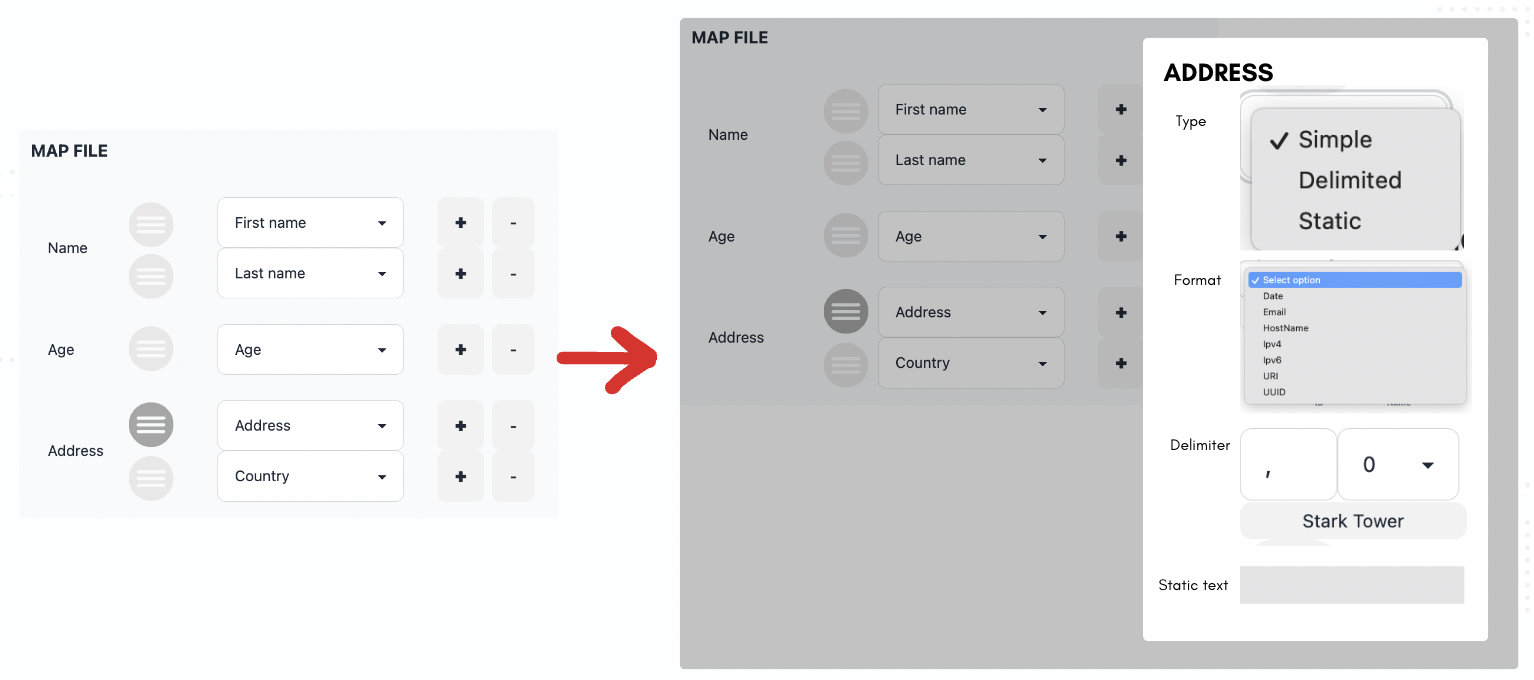 MAP FILE
Name
First name
+
-
Last name
+
-
Age
Age
+
-
Address
Address
+
-
Country
+
-
MAP FILE
Name
First name
+
Last name
+
Age
Age
+
Address
Address
+
Country
+
ADDRESS
Type
✓ Simple
Delimited
Static
Format
✓ Select option
Date
Email
HostName
Ipv4
Ipv6
URI
UUID
Delimiter
,
0
Stark Tower
Static text